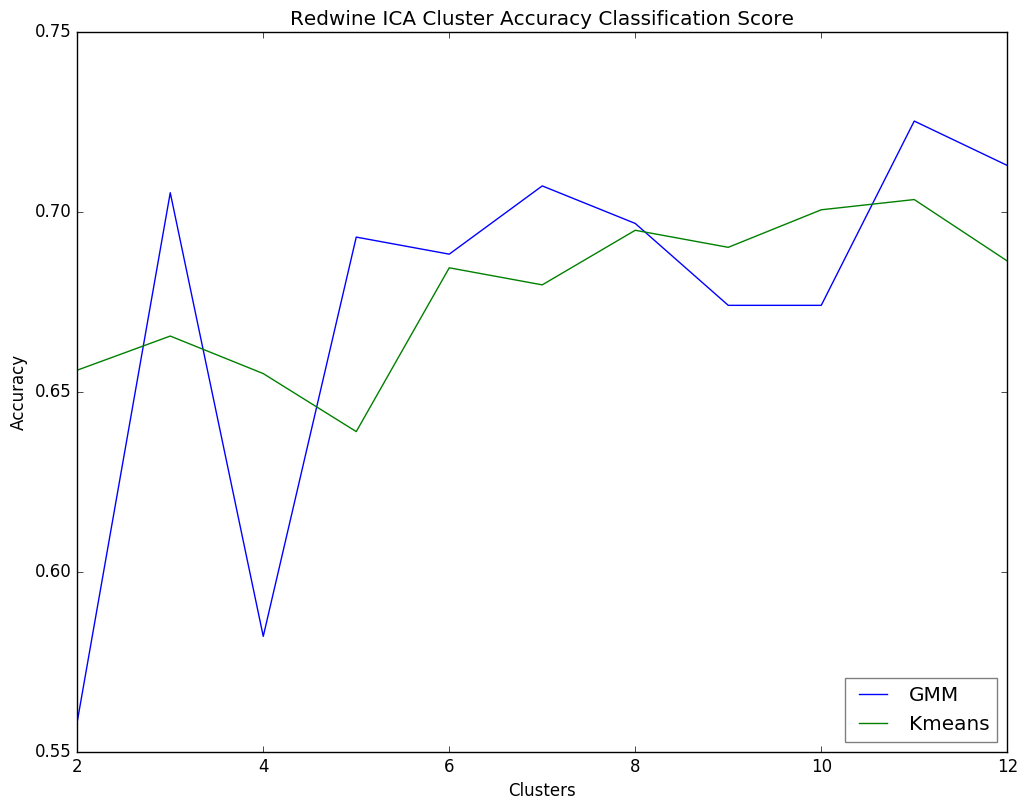 Redwine ICA Cluster Accuracy Classification Score
0.75
0.70
0.65
0.60
0.55
Accuracy
2 4 6 8 10 12
Clusters
GMM
Kmeans